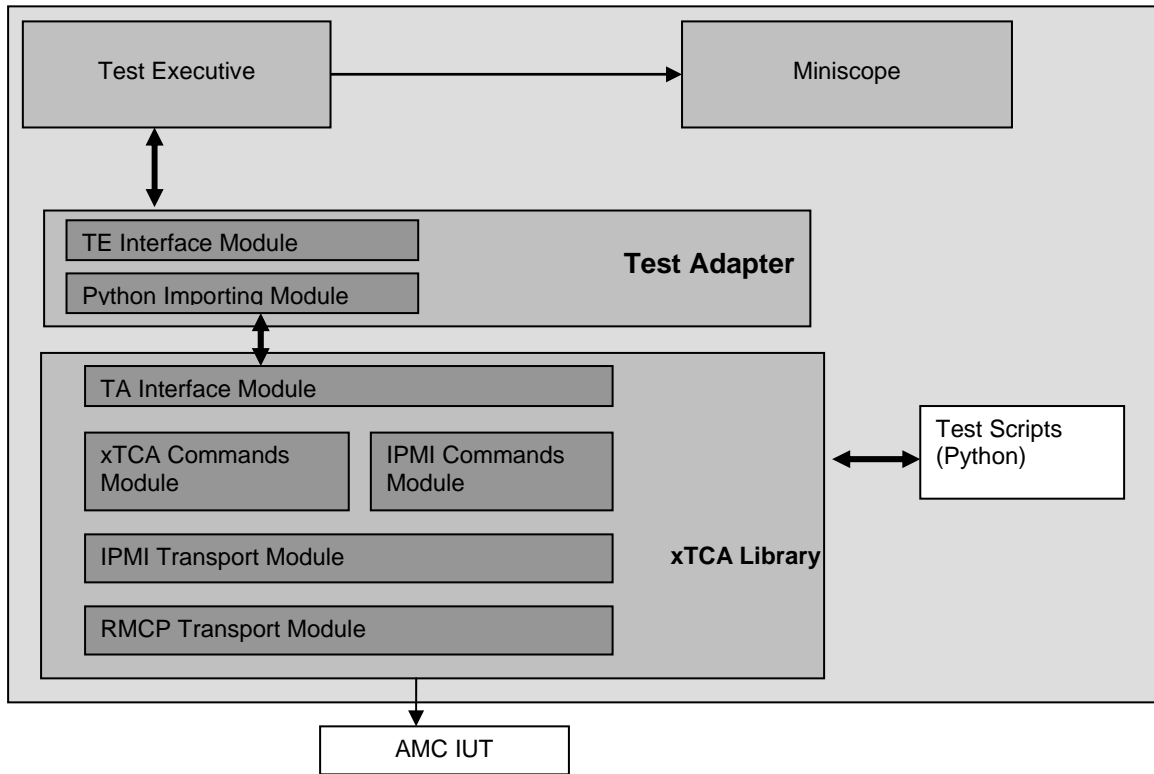 Test Executive
Miniscope
TE Interface Module
Test Adapter
Python Importing Module
TA Interface Module
xTCA Commands
Module
IPMI Commands
Module
Test Scripts
(Python)
IPMI Transport Module
xTCA Library
RMCP Transport Module
AMC IUT